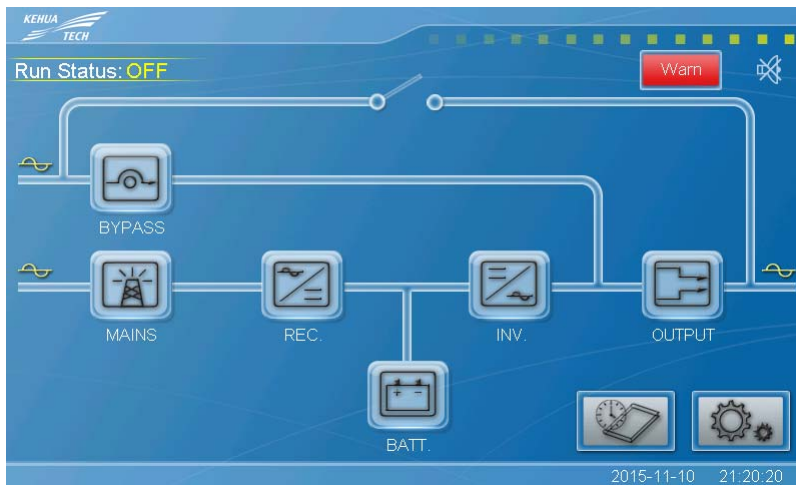 KEHUA
TECH
Run Status: OFF
Warn
BYPASS
MAINS
REC.
INV.
OUTPUT
BATT.
2015-11-10 21:20:20